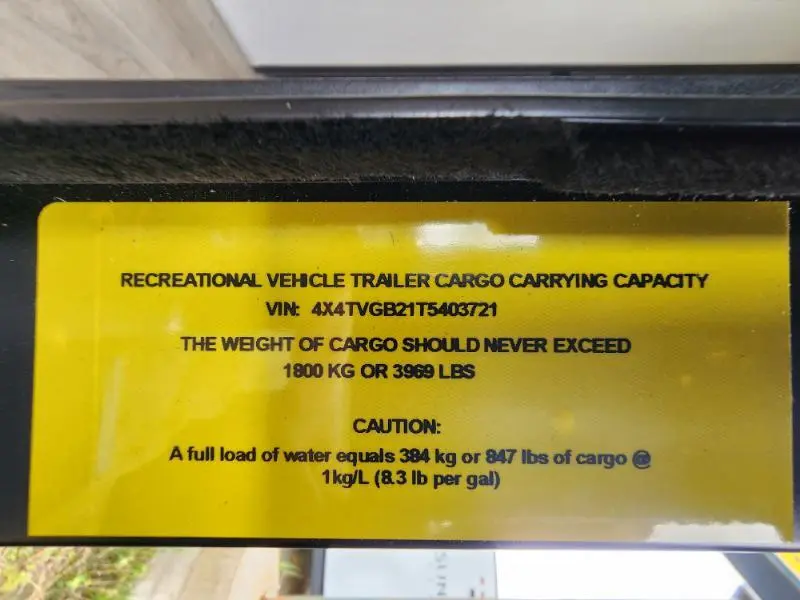 RECREATIONAL VEHICLE TRAILER CARGO CARRYING CAPACITY
VIN: 4X4TVGB21T5403721
THE WEIGHT OF CARGO SHOULD NEVER EXCEED
1800 KG OR 3969 LBS
CAUTION:
A full load of water equals 384 kg or 847 lbs of cargo @
1kg/L (8.3 lb per gal)
SUN